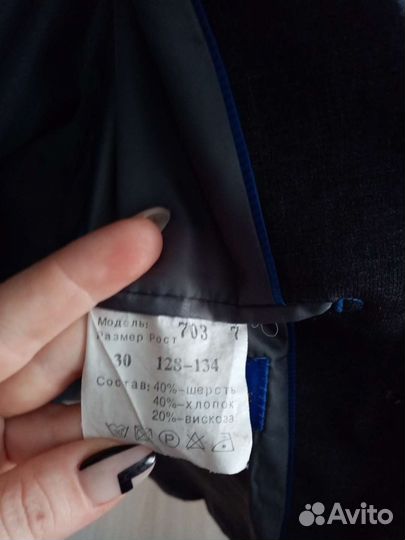 Модель: 703 7
Размер Рост
30 128-134
Состав: 40%-шерсть
40%-хлопок
20%-вискоза
P
Avito